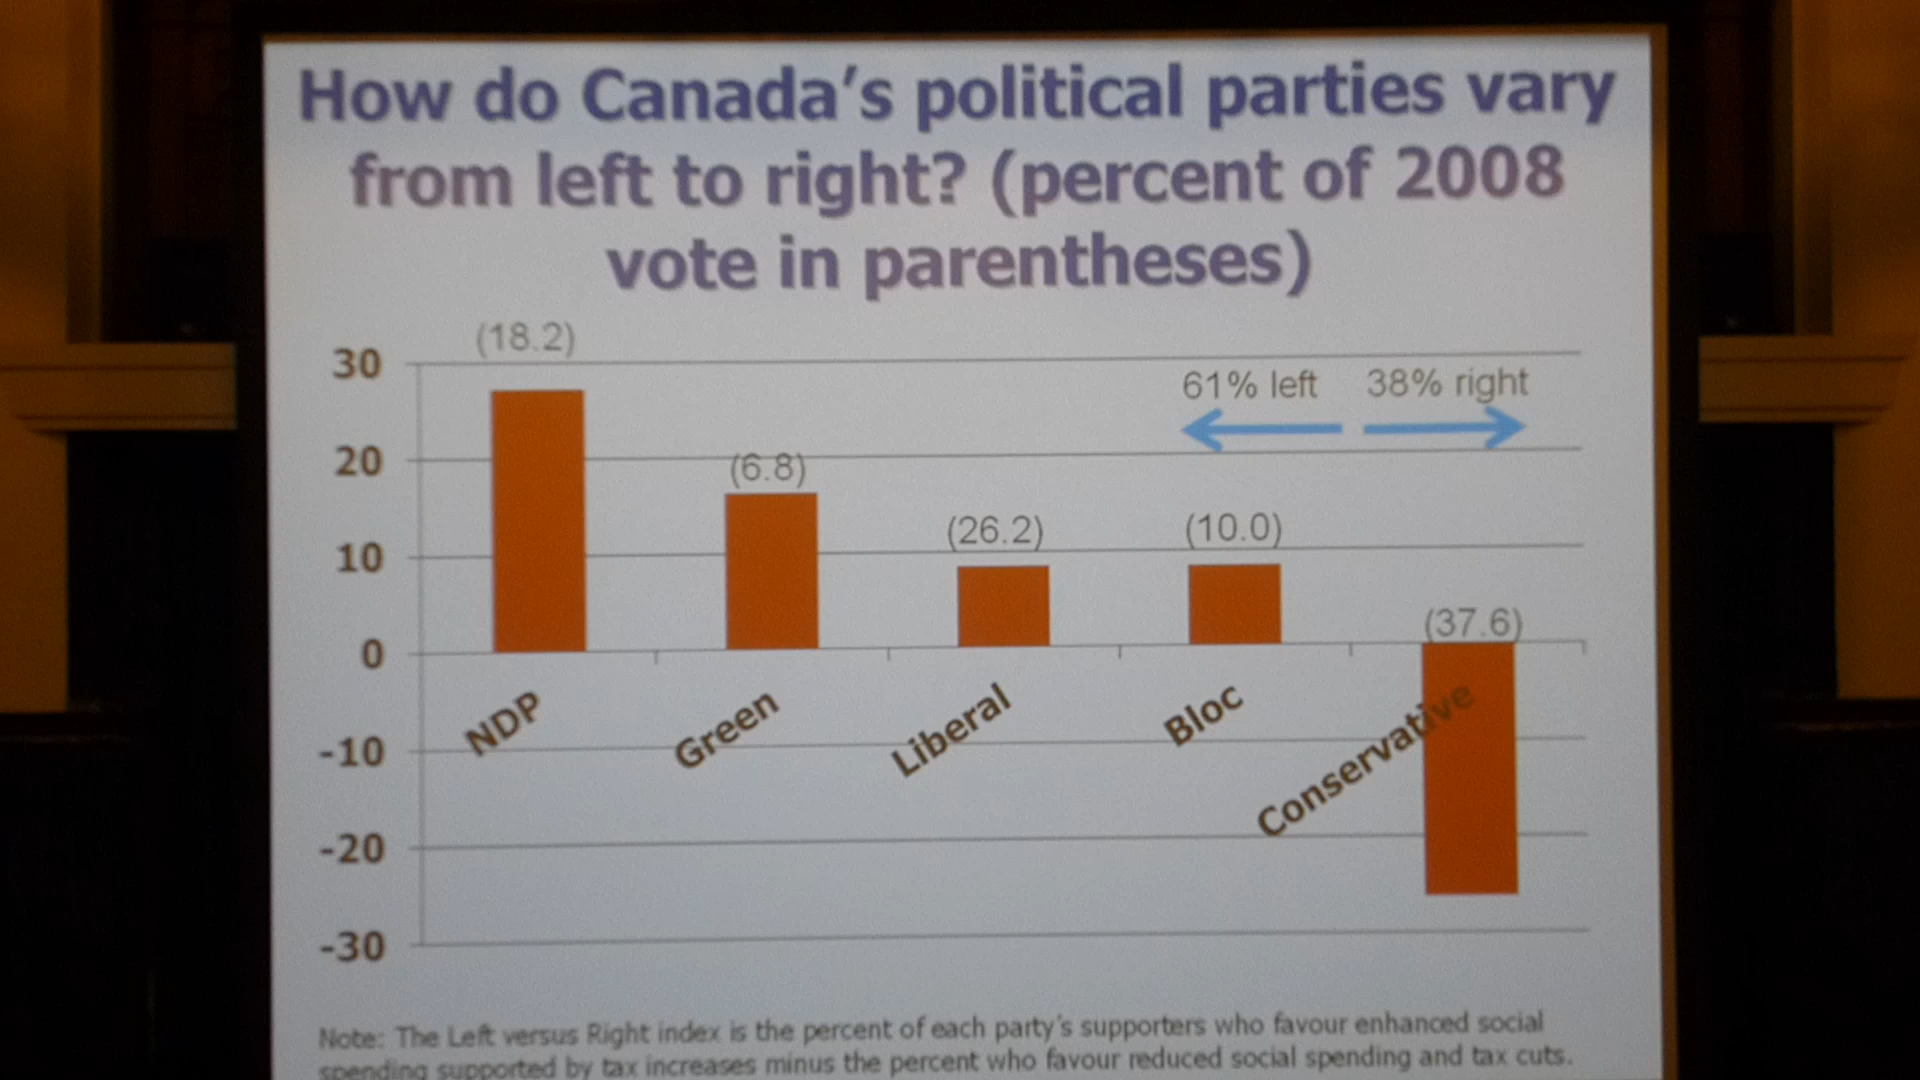 How do Canada's political parties vary
from left to right? (percent of 2008
vote in parentheses)
(18.2)
30
61% left 38% right
20
(6.8)
(26.2)
(10.0)
10
(37.6)
0
NDP
Green
Liberal
Bloc
Conservative
-10
-20
-30
Note: The Left versus Right index is the percent of each party's supporters who favour enhanced social
spending supported by tax increases minus the percent who favour reduced social spending and tax cuts.